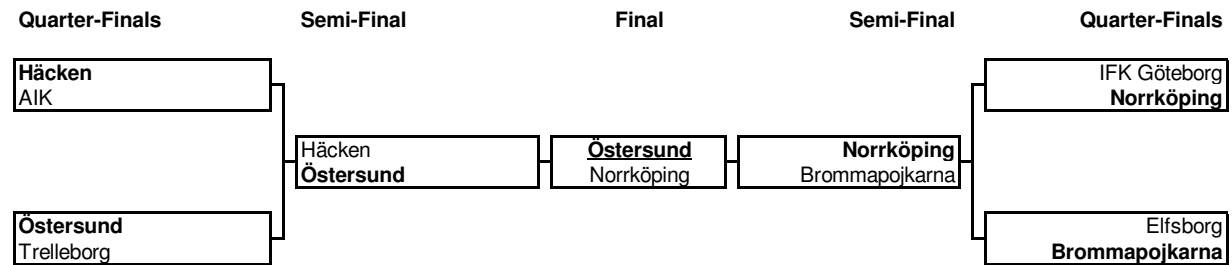 Quarter-Finals Semi-Final Final Semi-Final Quarter-Finals
Häcken IFK Göteborg
AIK Norrköping
Häcken Östersund Norrköping
Östersund Norrköping Brommapojkarna
Östersund Elfsborg
Trelleborg Brommapojkarna